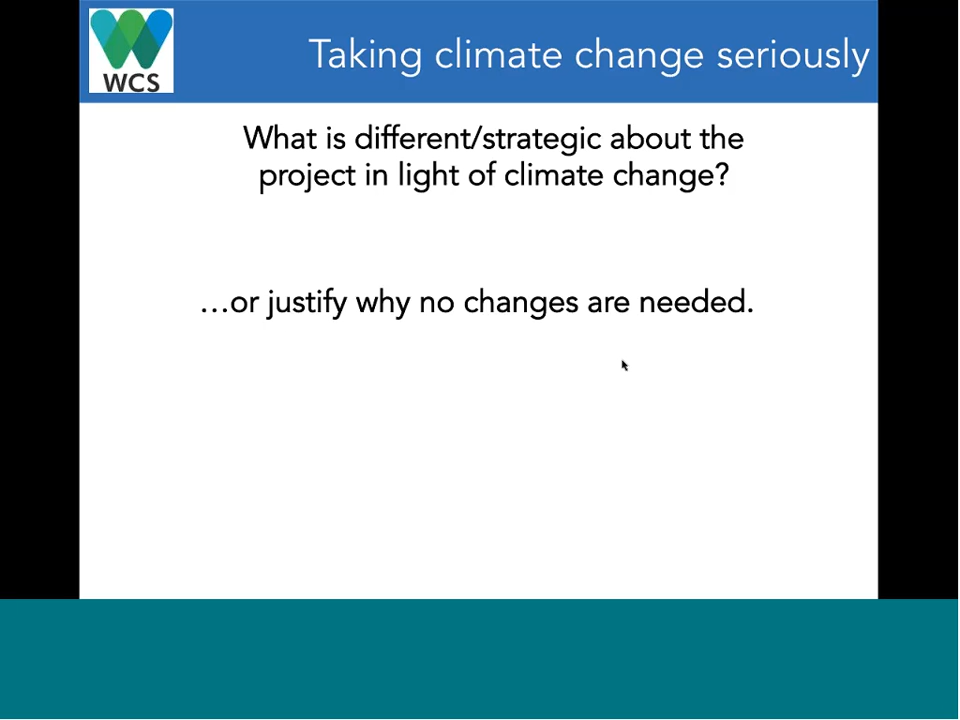 WCS
Taking climate change seriously
What is different/strategic about the
project in light of climate change?
…or justify why no changes are needed.